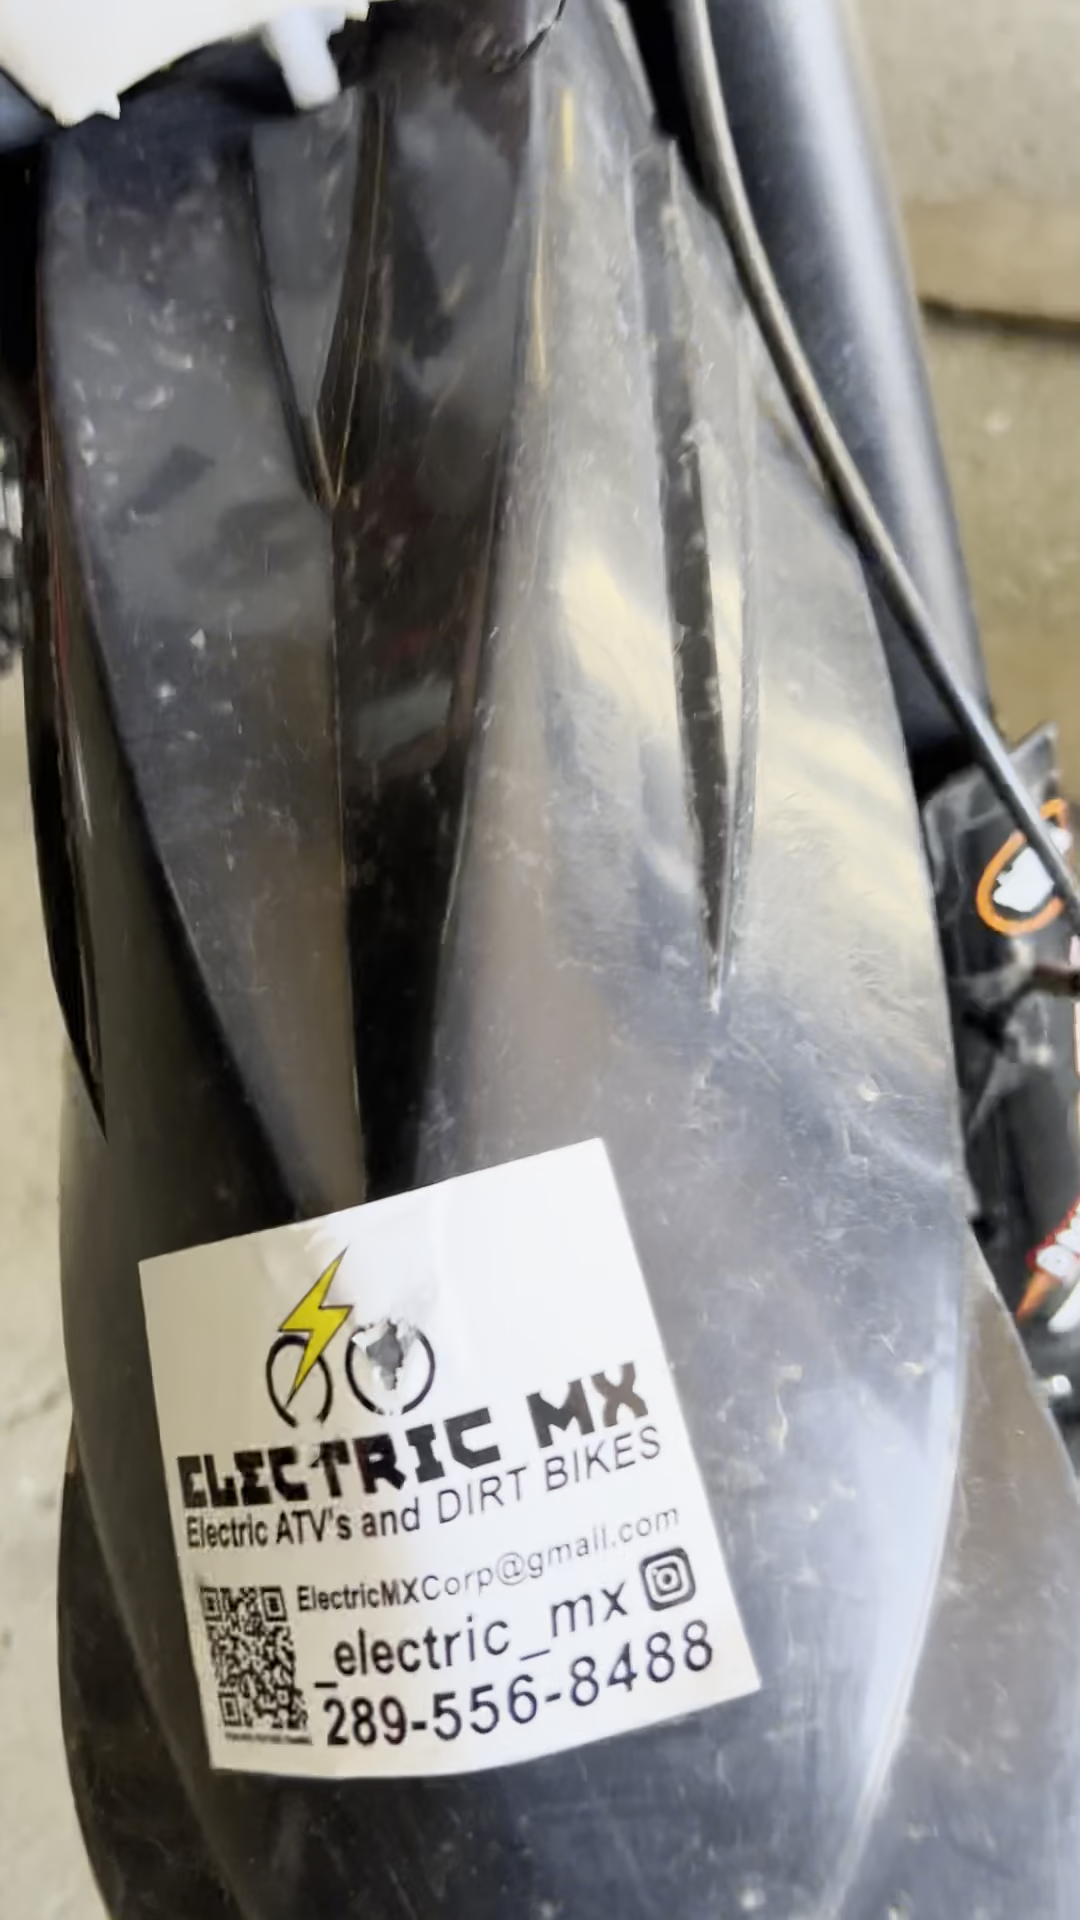 ELECTRIC MX
Electric ATV's and DIRT BIKES
ElectricMXCorp@gmail.com
_electric_mx
289-556-8488